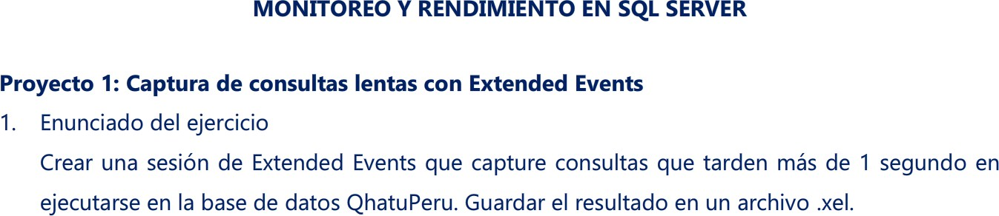 MONITOREO Y RENDIMIENTO EN SQL SERVER
Proyecto 1: Captura de consultas lentas con Extended Events
1. Enunciado del ejercicio
Crear una sesión de Extended Events que capture consultas que tarden más de 1 segundo en
ejecutarse en la base de datos QhatuPeru. Guardar el resultado en un archivo .xel.